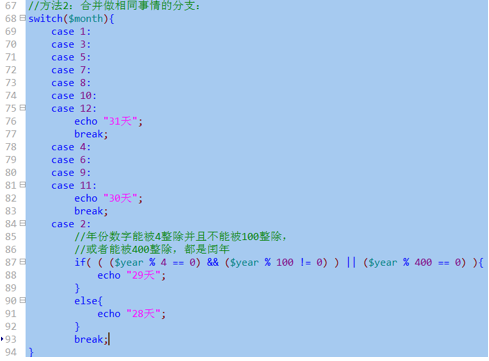 67 //方法2：合并做相同事情的分支：
68 switch($month){
69 case 1:
70 case 3:
71 case 5:
72 case 7:
73 case 8:
74 case 10:
75 case 12:
76 echo "31天";
77 break;
78 case 4:
79 case 6:
80 case 9:
81 case 11:
82 echo "30天";
83 break;
84 case 2:
85 //年份数字能被4整除并且不能被100整除，
86 //或者能被400整除，都是闰年
87 if( ( ($year % 4 == 0) && ($year % 100 != 0) ) || ($year % 400 == 0) ){
88 echo "29天";
89 }
90 else{
91 echo "28天";
92 }
93 break;
94 }